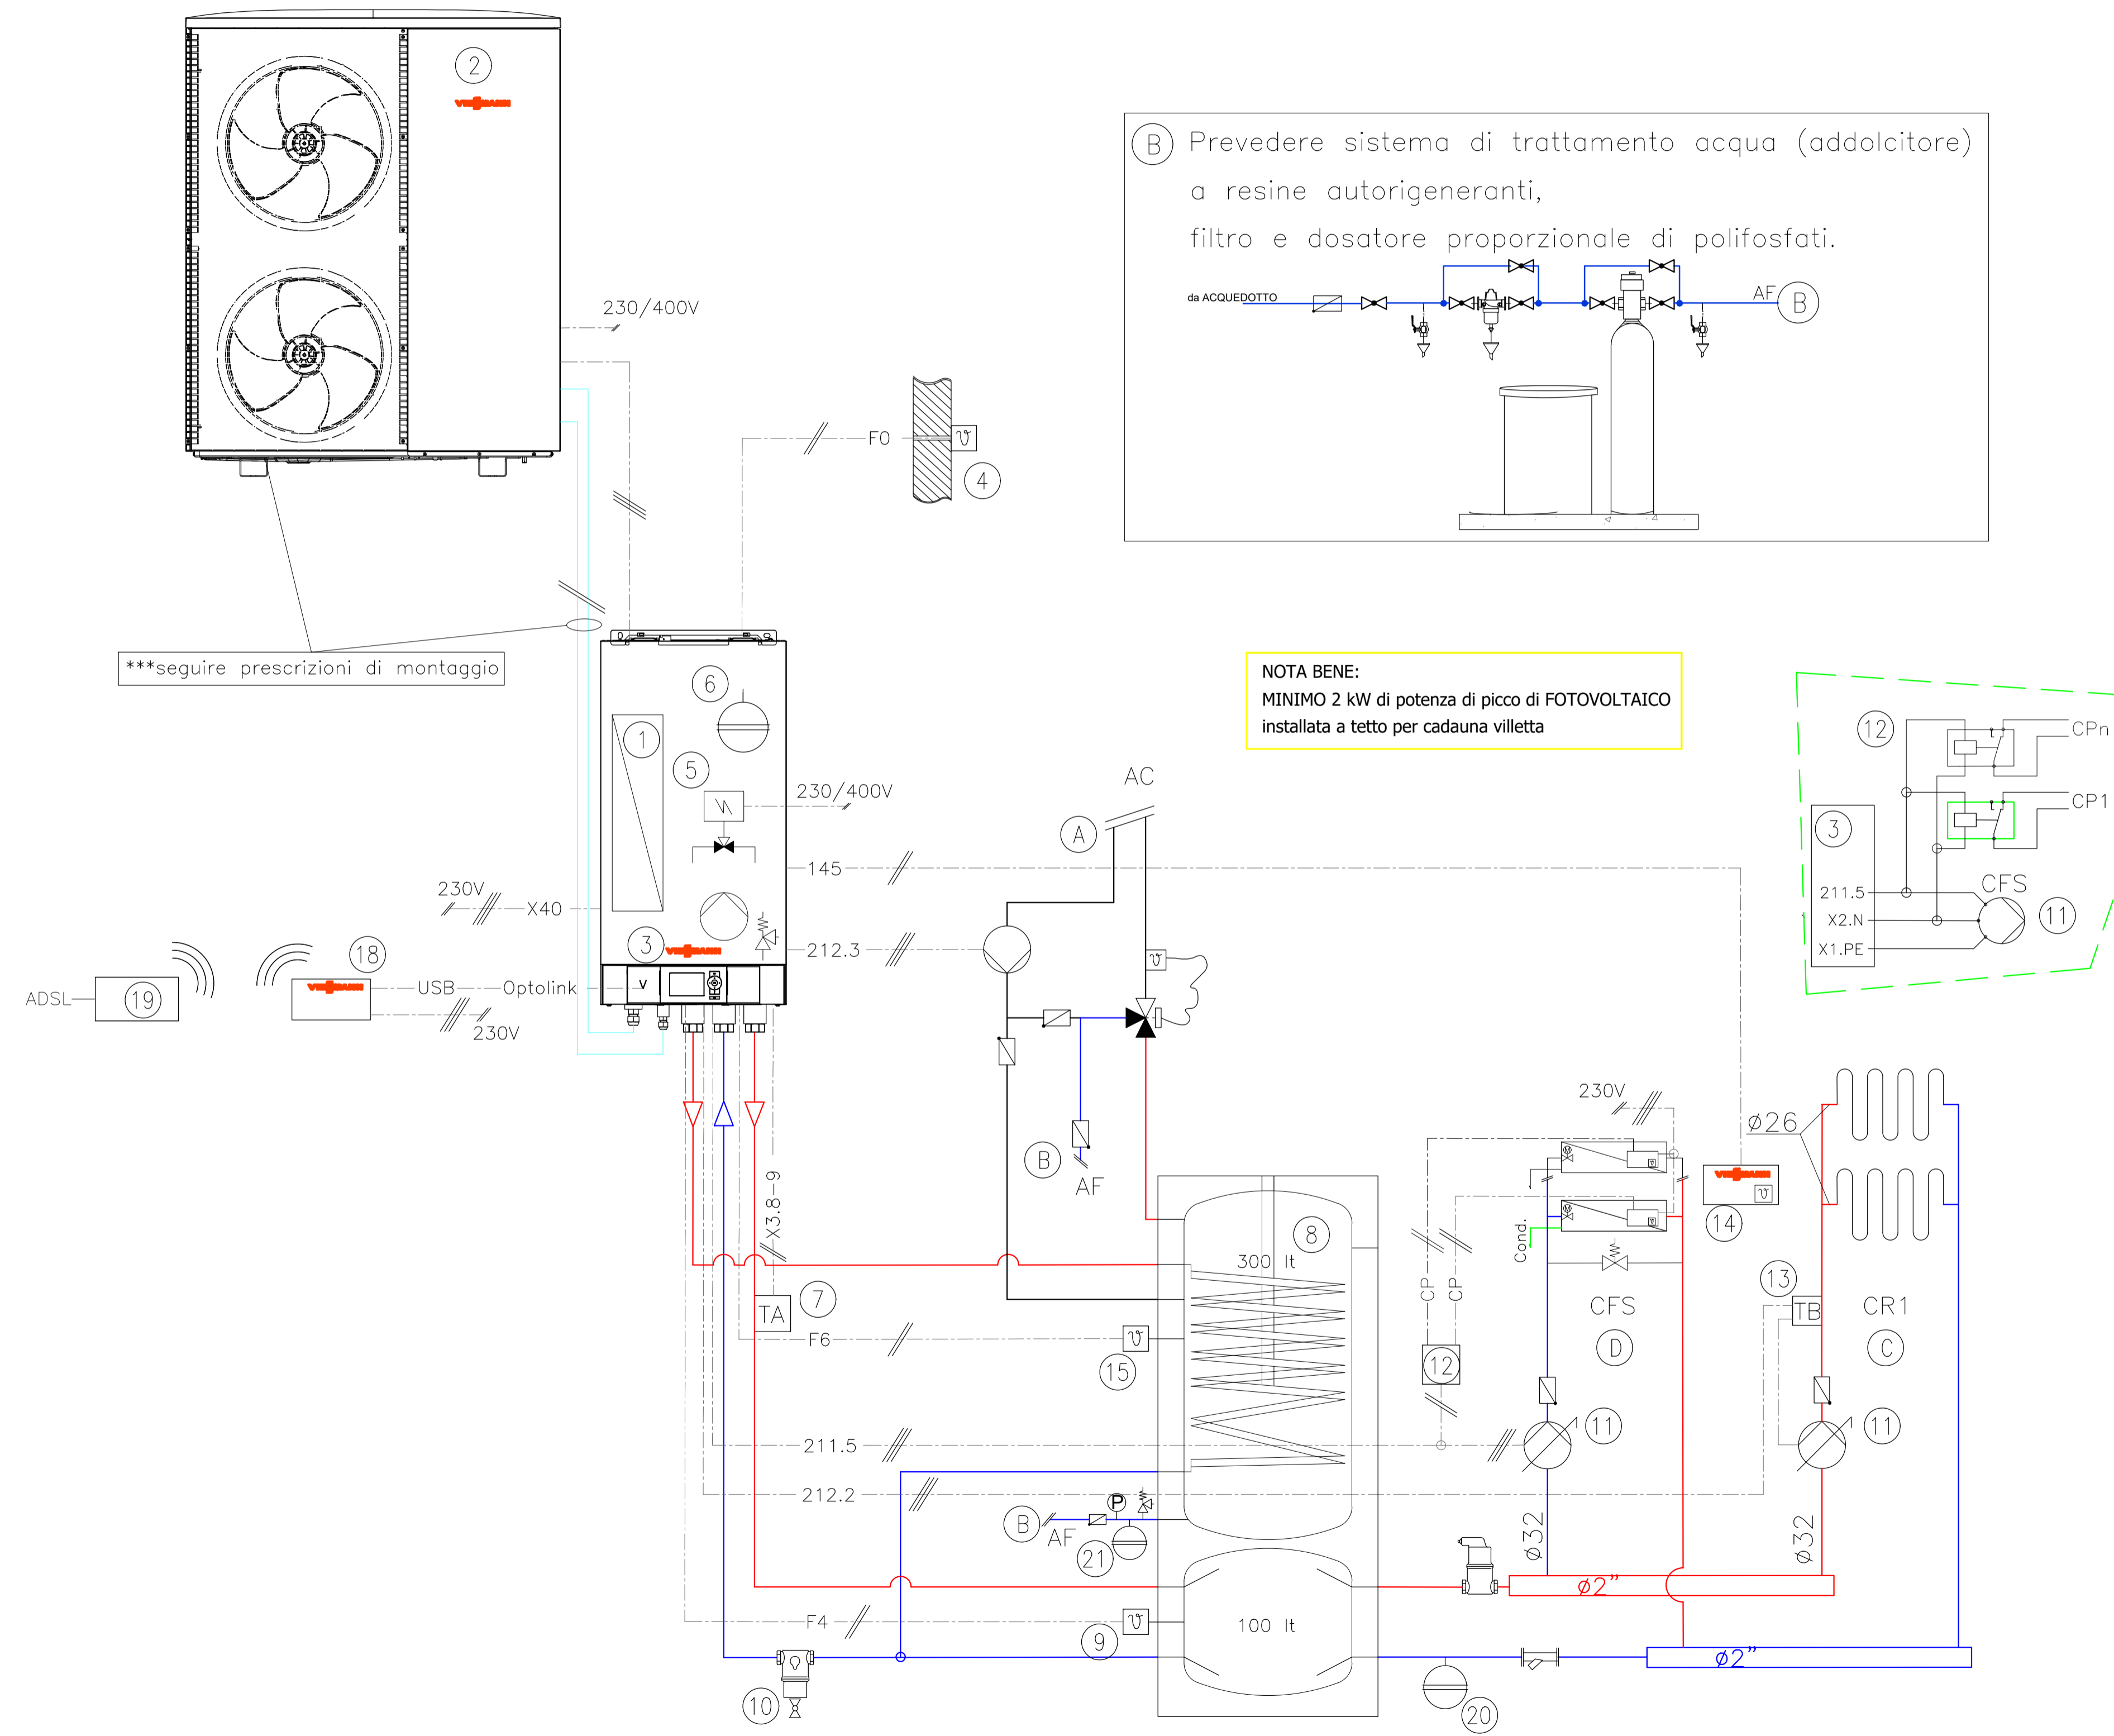 2
VIESSMANN
230/400V
F0
ϑ
4
***seguire prescrizioni di montaggio
B Prevedere sistema di trattamento acqua (addolcitore)
a resine autorigeneranti,
filtro e dosatore proporzionale di polifosfati.
da ACQUEDOTTO
AF B
NOTA BENE:
MINIMO 2 kW di potenza di picco di FOTOVOLTAICO
installata a tetto per cadauna villetta
12
CPn
CP1
3
211.5
CFS
X2.N
11
X1.PE
6
1
5
230/400V
145
230V
X40
3 VIESSMANN
212.3
V
18
VIESSMANN
USB
Optolink
230V
19
ADSL
AC
A
ϑ
B
AF
X3.8-9
TA
7
F6
ϑ
15
211.5
212.2
B
AF
P
21
F4
ϑ
9
10
8
300 lt
100 lt
CP
CP
12
230V
M
ϑ
M
ϑ
Cond.
CFS
D
11
ø32
VIESSMANN
ϑ
14
ø26
13
TB
CR1
C
11
ø32
ø2"
ø2"
20